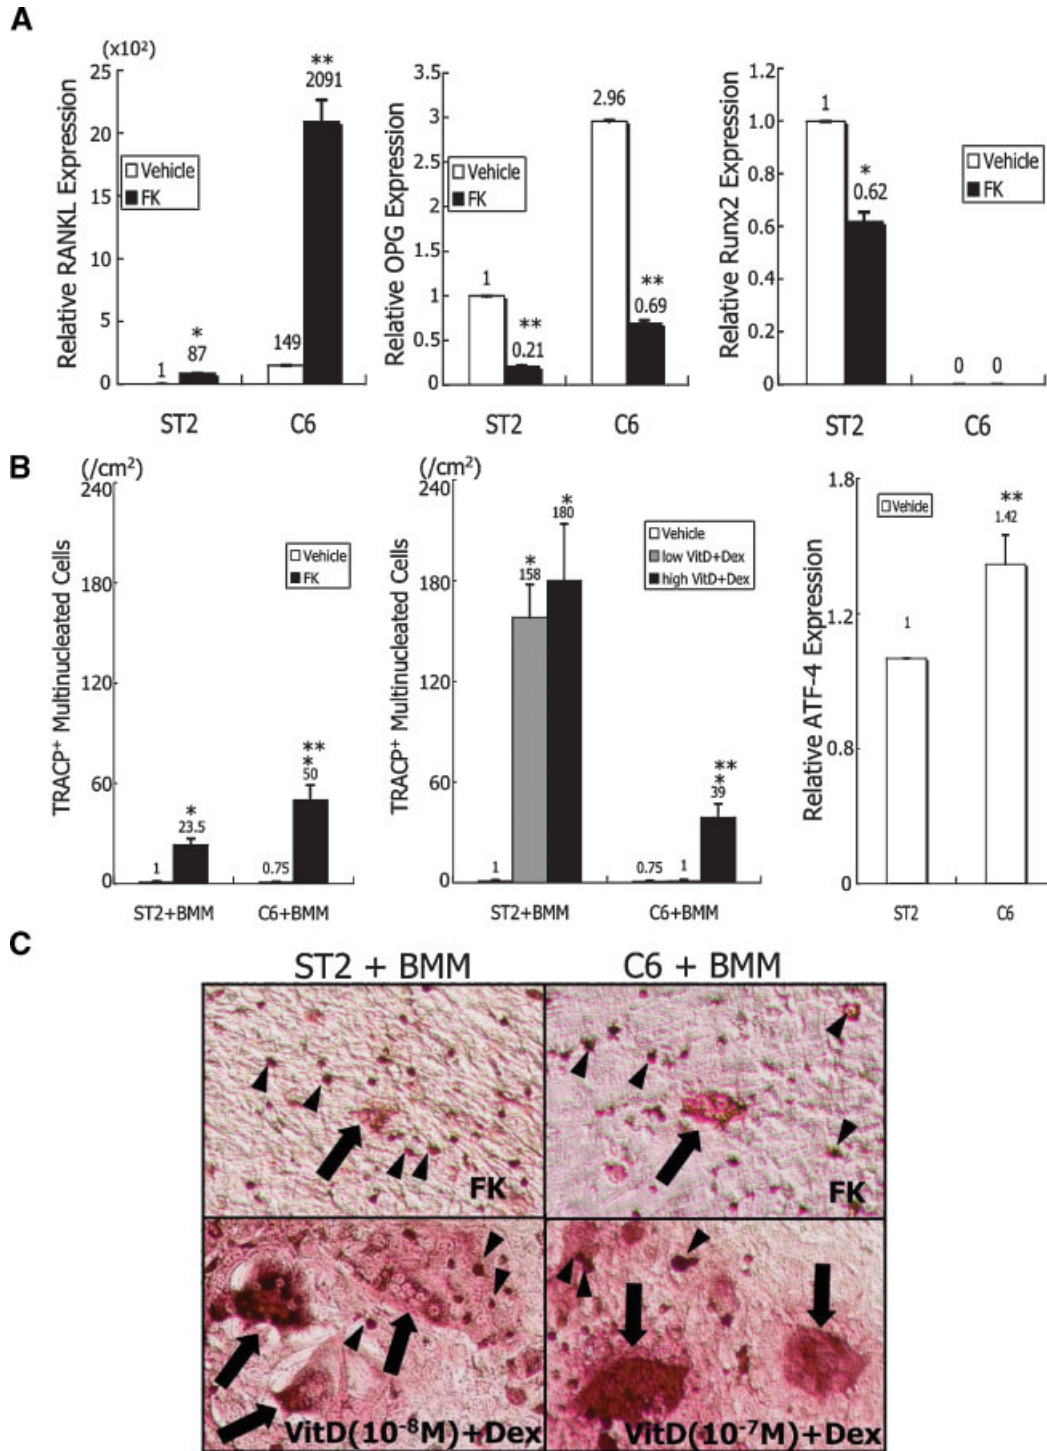 A
(x10²)
Relative RANKL Expression
25
20
15
10
5
0
Vehicle
FK
1
*
87
149
**
2091
ST2
C6
Relative OPG Expression
3.5
3
2.5
2
1.5
1
0.5
0
Vehicle
FK
1
**
0.21
2.96
**
0.69
ST2
C6
Relative Runx2 Expression
1.2
1.0
0.8
0.6
0.4
0.2
0
Vehicle
FK
1
*
0.62
0
0
ST2
C6
B
(/cm²)
TRACP⁺ Multinucleated Cells
240
180
120
60
0
Vehicle
FK
1
*
23.5
0.75
**
*
50
ST2+BMM
C6+BMM
(/cm²)
TRACP⁺ Multinucleated Cells
240
180
120
60
0
Vehicle
low VitD+Dex
high VitD+Dex
1
*
158
*
180
0.75
1
**
*
39
ST2+BMM
C6+BMM
Relative ATF-4 Expression
1.8
1.2
0.8
0
Vehicle
1
**
1.42
ST2
C6
C
ST2 + BMM
C6 + BMM
FK
FK
VitD(10⁻⁸M)+Dex
VitD(10⁻⁷M)+Dex